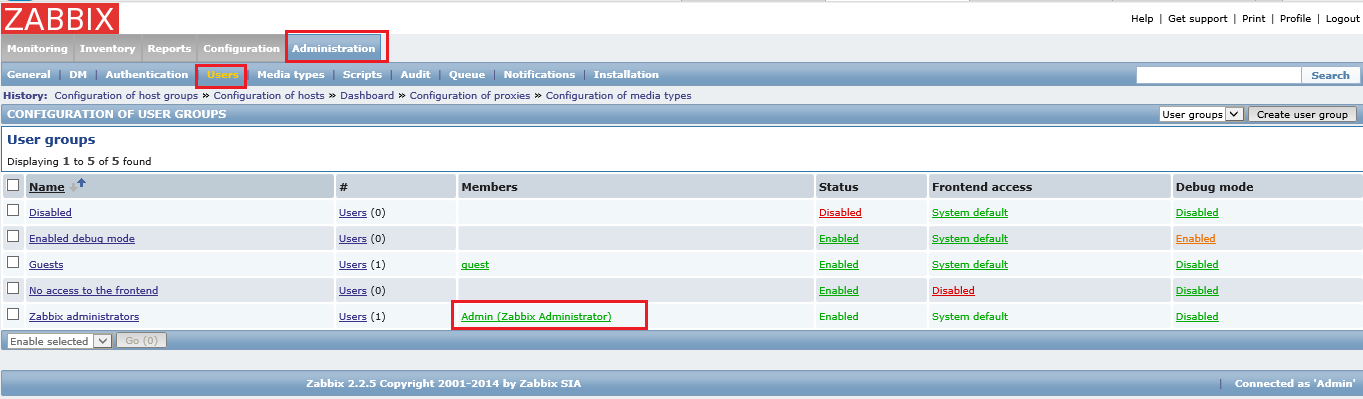 ZABBIX
Help | Get support | Print | Profile | Logout
Monitoring Inventory Reports Configuration Administration
General | DM | Authentication | Users | Media types | Scripts | Audit | Queue | Notifications | Installation Search
History: Configuration of host groups » Configuration of hosts » Dashboard » Configuration of proxies » Configuration of media types
CONFIGURATION OF USER GROUPS User groups Create user group
User groups
Displaying 1 to 5 of 5 found
Name # Members Status Frontend access Debug mode
Disabled Users (0) Disabled System default Disabled
Enabled debug mode Users (0) Enabled System default Enabled
Guests Users (1) guest Enabled System default Disabled
No access to the frontend Users (0) Enabled Disabled Disabled
Zabbix administrators Users (1) Admin (Zabbix Administrator) Enabled System default Disabled
Enable selected Go (0)
Zabbix 2.2.5 Copyright 2001-2014 by Zabbix SIA | Connected as 'Admin'